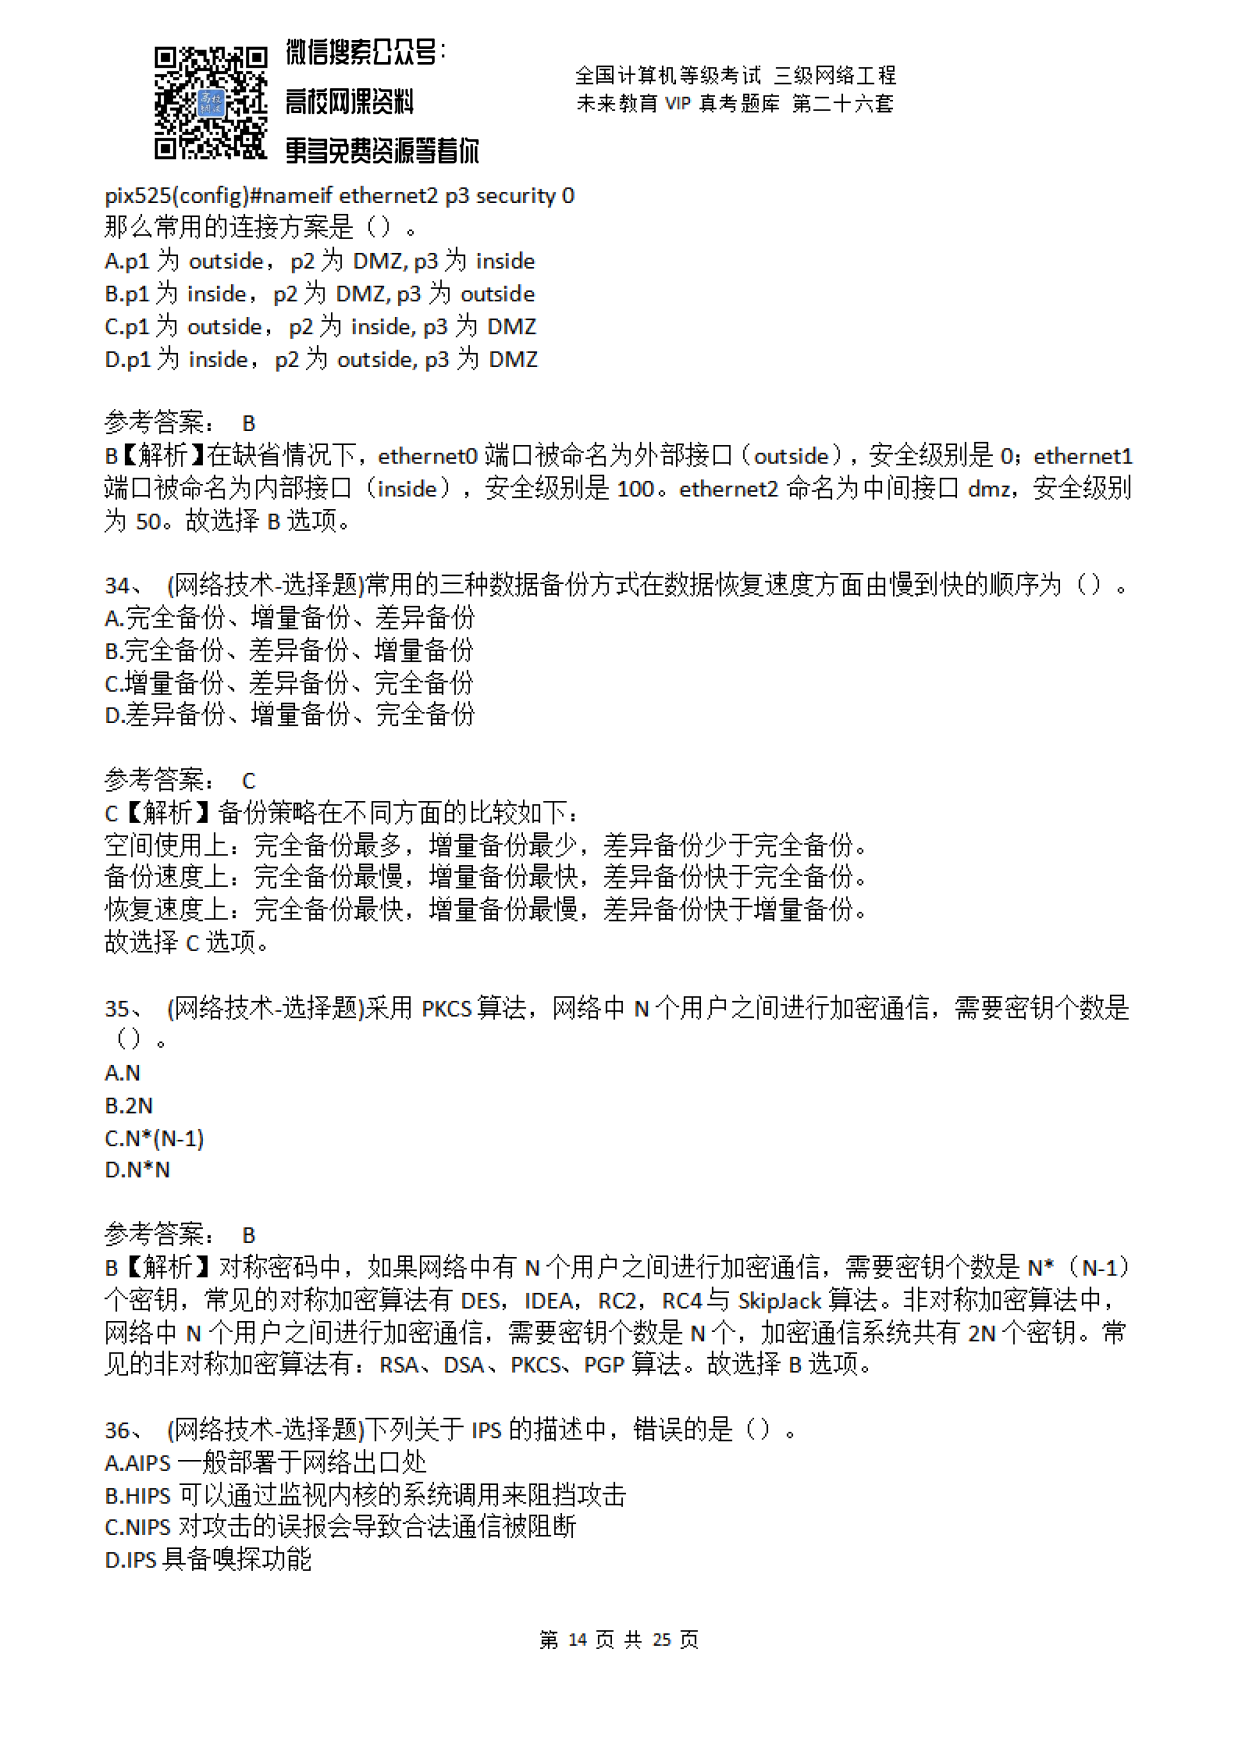 微信搜索公众号：
高校网课资料
更多免费资源等着你
全国计算机等级考试 三级网络工程
未来教育 VIP 真考题库 第二十六套
pix525(config)#nameif ethernet2 p3 security 0
那么常用的连接方案是（）。
A.p1 为 outside，p2 为 DMZ, p3 为 inside
B.p1 为 inside，p2 为 DMZ, p3 为 outside
C.p1 为 outside，p2 为 inside, p3 为 DMZ
D.p1 为 inside，p2 为 outside, p3 为 DMZ
参考答案： B
B【解析】在缺省情况下，ethernet0 端口被命名为外部接口（outside），安全级别是 0；ethernet1
端口被命名为内部接口（inside），安全级别是 100。ethernet2 命名为中间接口 dmz，安全级别
为 50。故选择 B 选项。
34、 (网络技术-选择题)常用的三种数据备份方式在数据恢复速度方面由慢到快的顺序为（）。
A.完全备份、增量备份、差异备份
B.完全备份、差异备份、增量备份
C.增量备份、差异备份、完全备份
D.差异备份、增量备份、完全备份
参考答案： C
C【解析】备份策略在不同方面的比较如下：
空间使用上：完全备份最多，增量备份最少，差异备份少于完全备份。
备份速度上：完全备份最慢，增量备份最快，差异备份快于完全备份。
恢复速度上：完全备份最快，增量备份最慢，差异备份快于增量备份。
故选择 C 选项。
35、 (网络技术-选择题)采用 PKCS 算法，网络中 N 个用户之间进行加密通信，需要密钥个数是
（）。
A.N
B.2N
C.N*(N-1)
D.N*N
参考答案： B
B【解析】对称密码中，如果网络中有 N 个用户之间进行加密通信，需要密钥个数是 N*（N-1）
个密钥，常见的对称加密算法有 DES，IDEA，RC2，RC4 与 SkipJack 算法。非对称加密算法中，
网络中 N 个用户之间进行加密通信，需要密钥个数是 N 个，加密通信系统共有 2N 个密钥。常
见的非对称加密算法有：RSA、DSA、PKCS、PGP 算法。故选择 B 选项。
36、 (网络技术-选择题)下列关于 IPS 的描述中，错误的是（）。
A.AIPS 一般部署于网络出口处
B.HIPS 可以通过监视内核的系统调用来阻挡攻击
C.NIPS 对攻击的误报会导致合法通信被阻断
D.IPS 具备嗅探功能
第 14 页 共 25 页